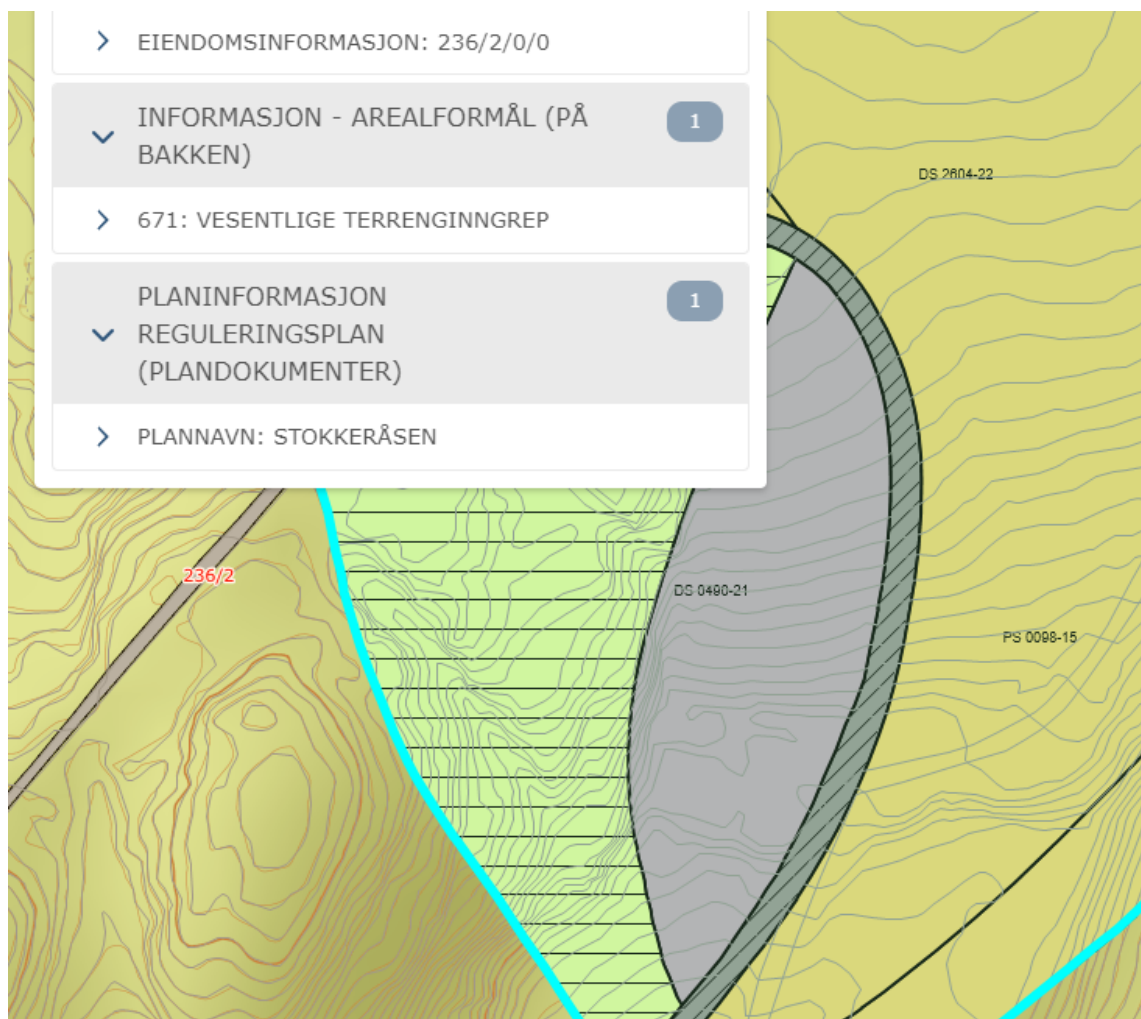 EIENDOMSINFORMASJON: 236/2/0/0
INFORMASJON - AREALFORMÅL (PÅ
BAKKEN)
1
671: VESENTLIGE TERRENGINNGREP
PLANINFORMASJON
REGULERINGSPLAN
(PLANDOKUMENTER)
1
PLANNAVN: STOKKERÅSEN
DS 2604-22
236/2
DS 0490-21
PS 0098-15